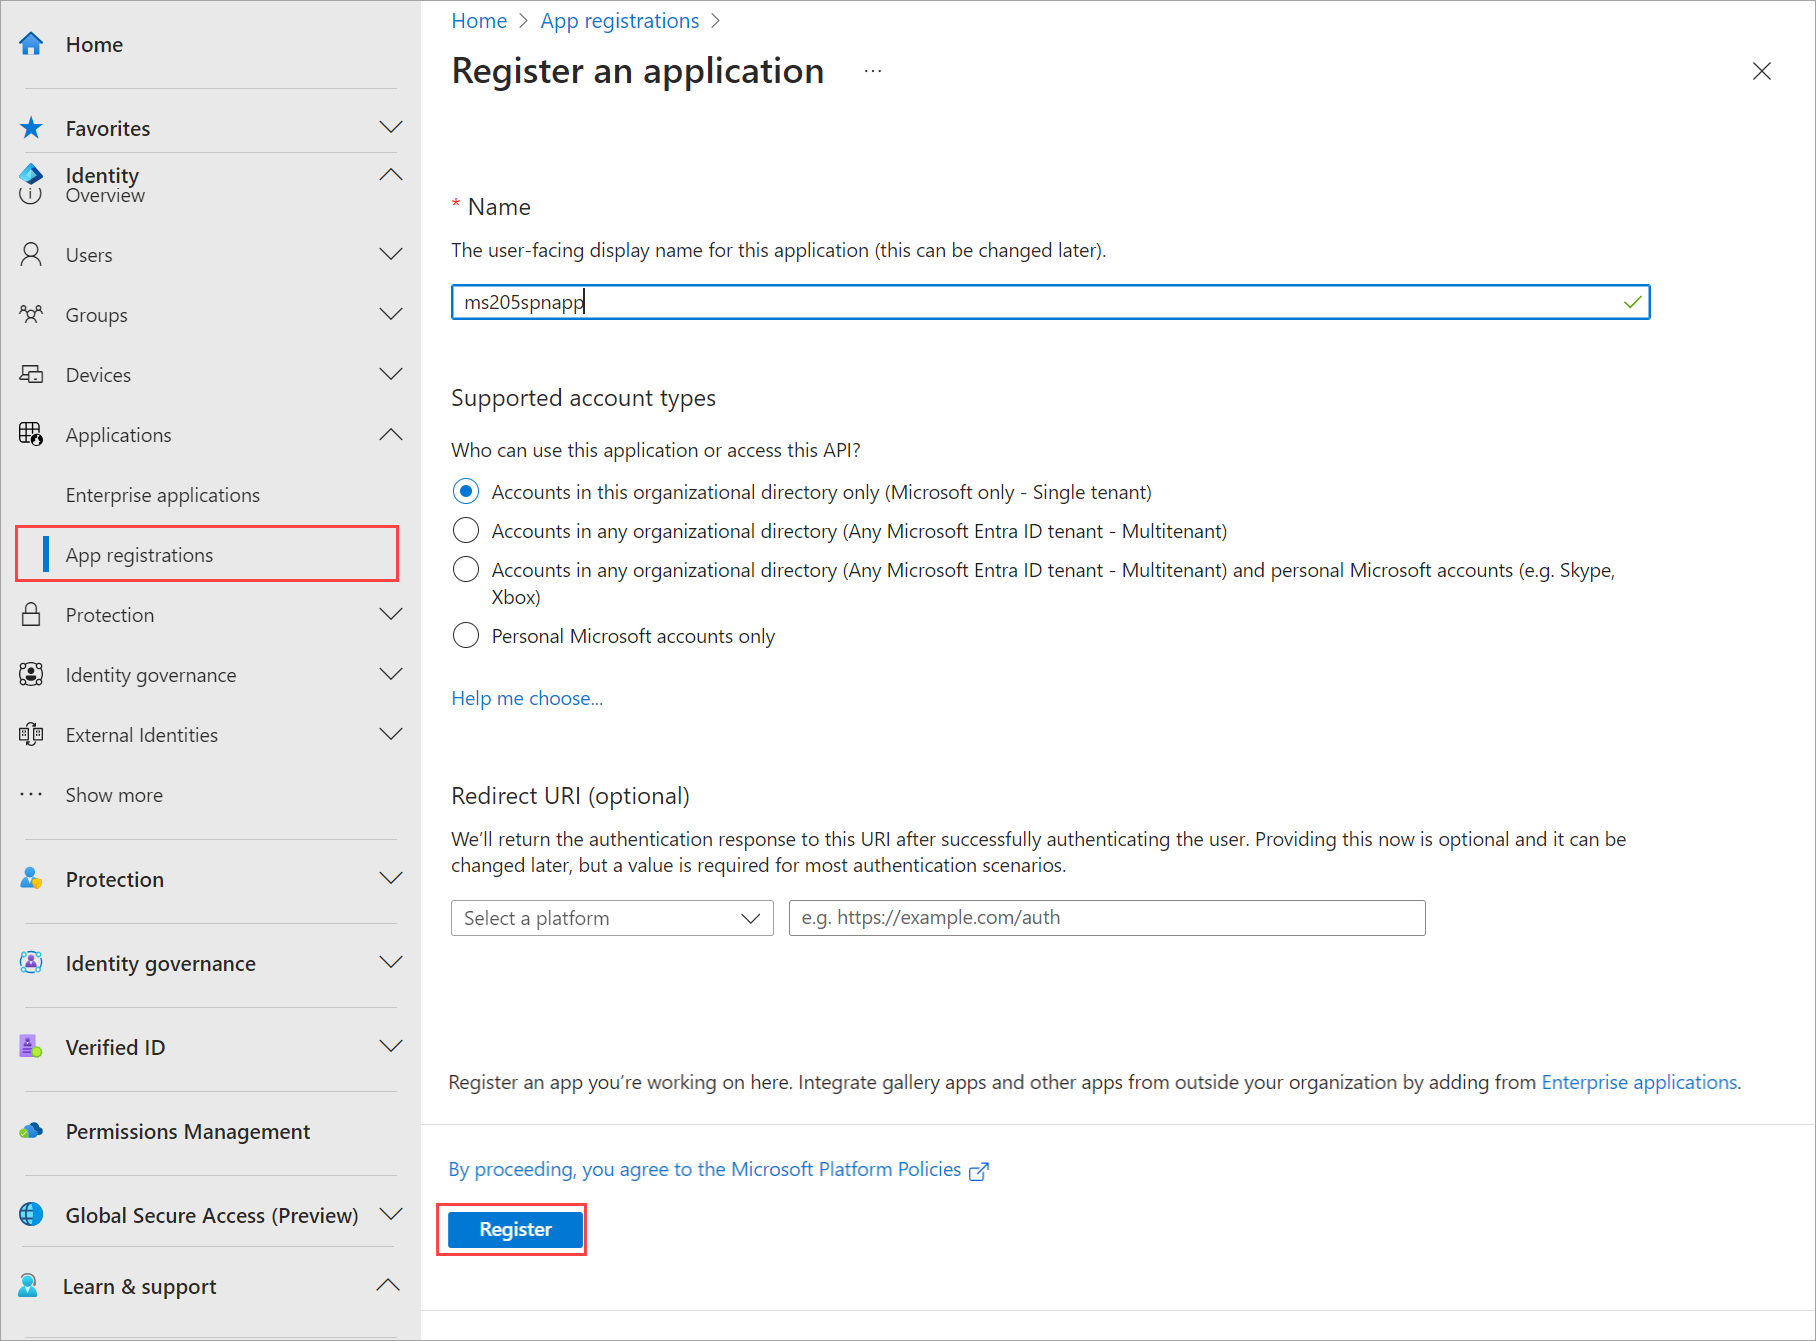 Home
Favorites
Identity
Overview
Users
Groups
Devices
Applications
Enterprise applications
App registrations
Protection
Identity governance
External Identities
Show more
Protection
Identity governance
Verified ID
Permissions Management
Global Secure Access (Preview)
Learn & support
Home > App registrations >
Register an application ...
* Name
The user-facing display name for this application (this can be changed later).
ms205spnapp
Supported account types
Who can use this application or access this API?
Accounts in this organizational directory only (Microsoft only - Single tenant)
Accounts in any organizational directory (Any Microsoft Entra ID tenant - Multitenant)
Accounts in any organizational directory (Any Microsoft Entra ID tenant - Multitenant) and personal Microsoft accounts (e.g. Skype,
Xbox)
Personal Microsoft accounts only
Help me choose...
Redirect URI (optional)
We’ll return the authentication response to this URI after successfully authenticating the user. Providing this now is optional and it can be
changed later, but a value is required for most authentication scenarios.
Select a platform
e.g. https://example.com/auth
Register an app you’re working on here. Integrate gallery apps and other apps from outside your organization by adding from Enterprise applications.
By proceeding, you agree to the Microsoft Platform Policies
Register